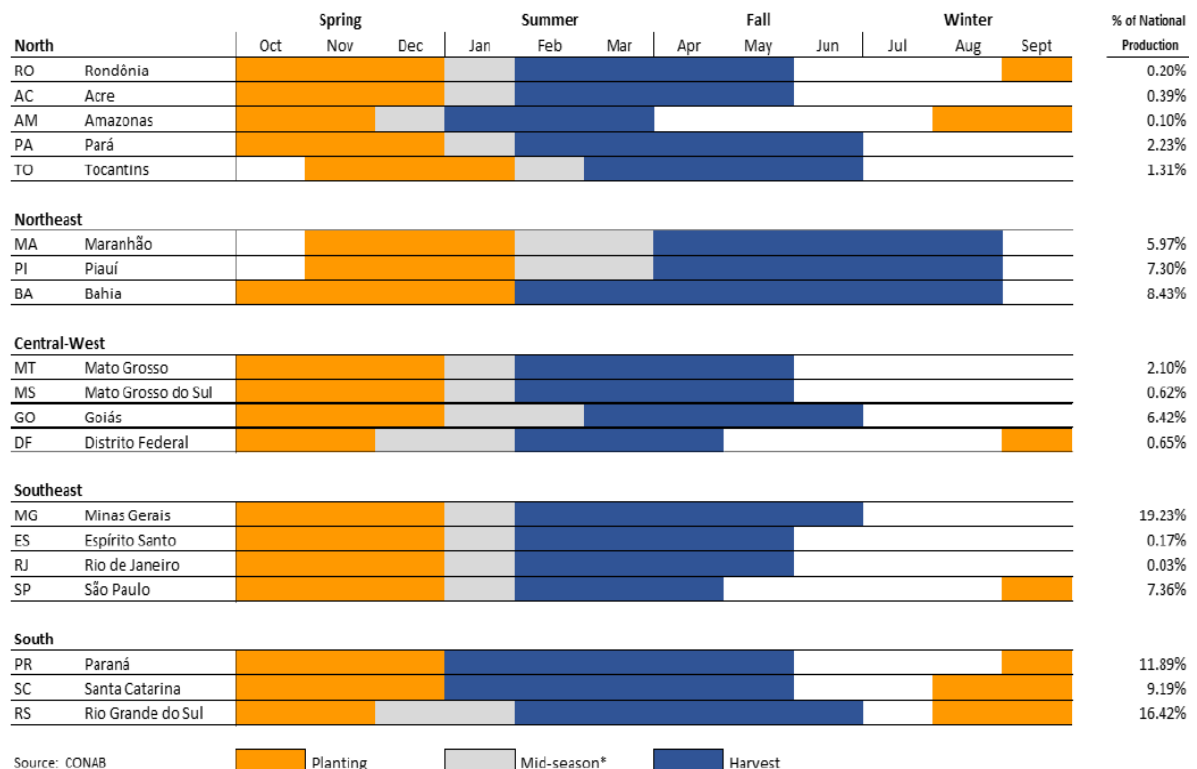 Spring Summer Fall Winter % of National
North Oct Nov Dec Jan Feb Mar Apr May Jun Jul Aug Sept Production
RO Rondônia 0.20%
AC Acre 0.39%
AM Amazonas 0.10%
PA Pará 2.23%
TO Tocantins 1.31%
Northeast
MA Maranhão 5.97%
PI Piauí 7.30%
BA Bahia 8.43%
Central-West
MT Mato Grosso 2.10%
MS Mato Grosso do Sul 0.62%
GO Goiás 6.42%
DF Distrito Federal 0.65%
Southeast
MG Minas Gerais 19.23%
ES Espírito Santo 0.17%
RJ Rio de Janeiro 0.03%
SP São Paulo 7.36%
South
PR Paraná 11.89%
SC Santa Catarina 9.19%
RS Rio Grande do Sul 16.42%
Source: CONAB Planting Mid-season* Harvest